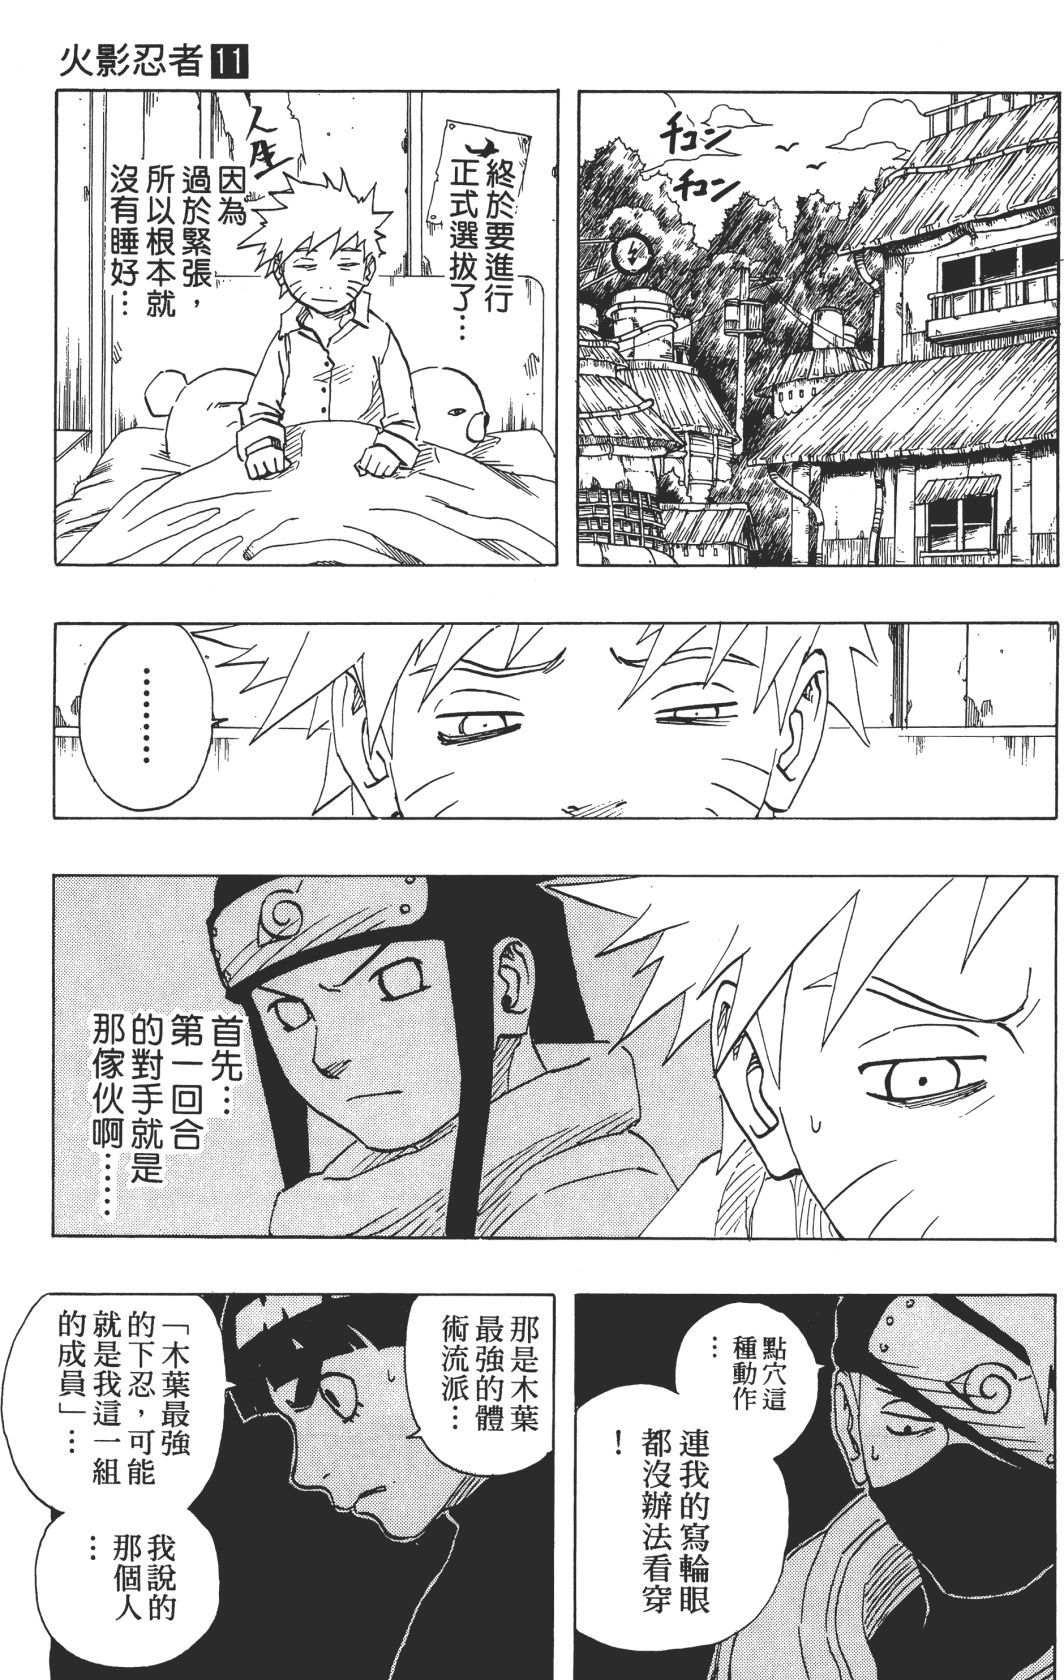 火影忍者11
チュン
チュン
人生
終於要進行
正式選拔了…
因為
過於緊張，
所以根本就
沒有睡好…
………
首先…
第一回合
的對手就是
那傢伙啊……
點穴這
種動作
…
連我的寫輪眼
都沒辦法看穿
！
那是木葉
最強的體
術流派…
「木葉最強
的下忍，可能
就是我這一組
的成員」…
我說的
那個人
…